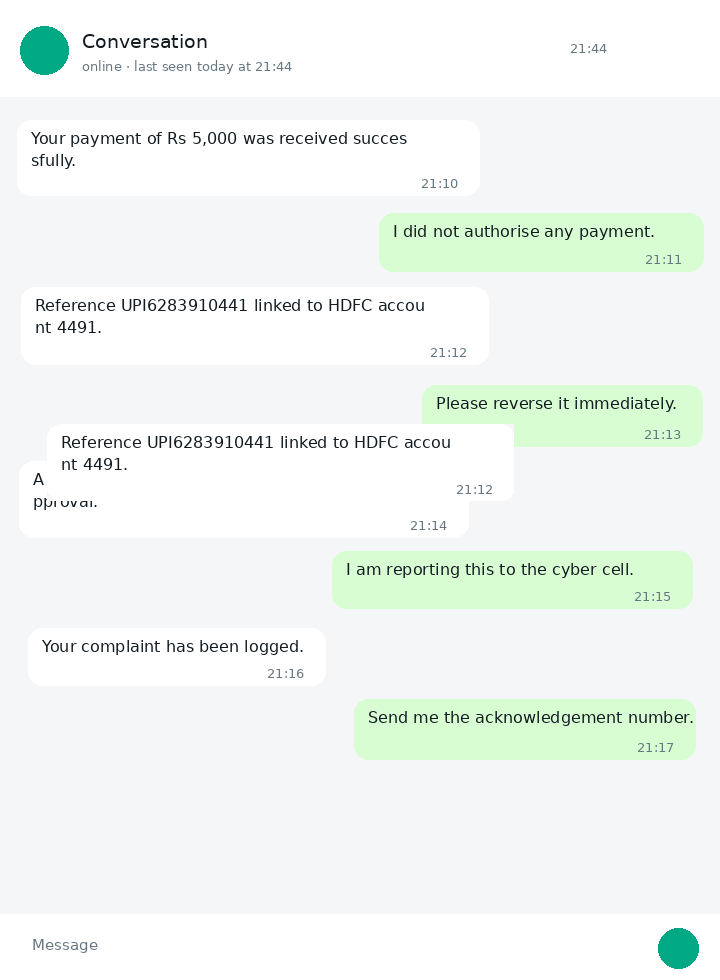 Conversation
online · last seen today at 21:44
21:44
Your payment of Rs 5,000 was received succes
sfully.
21:10
I did not authorise any payment.
21:11
Reference UPI6283910441 linked to HDFC accou
nt 4491.
21:12
Please reverse it immediately.
21:13
Reference UPI6283910441 linked to HDFC accou
nt 4491.
21:12
A
pproval.
21:14
I am reporting this to the cyber cell.
21:15
Your complaint has been logged.
21:16
Send me the acknowledgement number.
21:17
Message